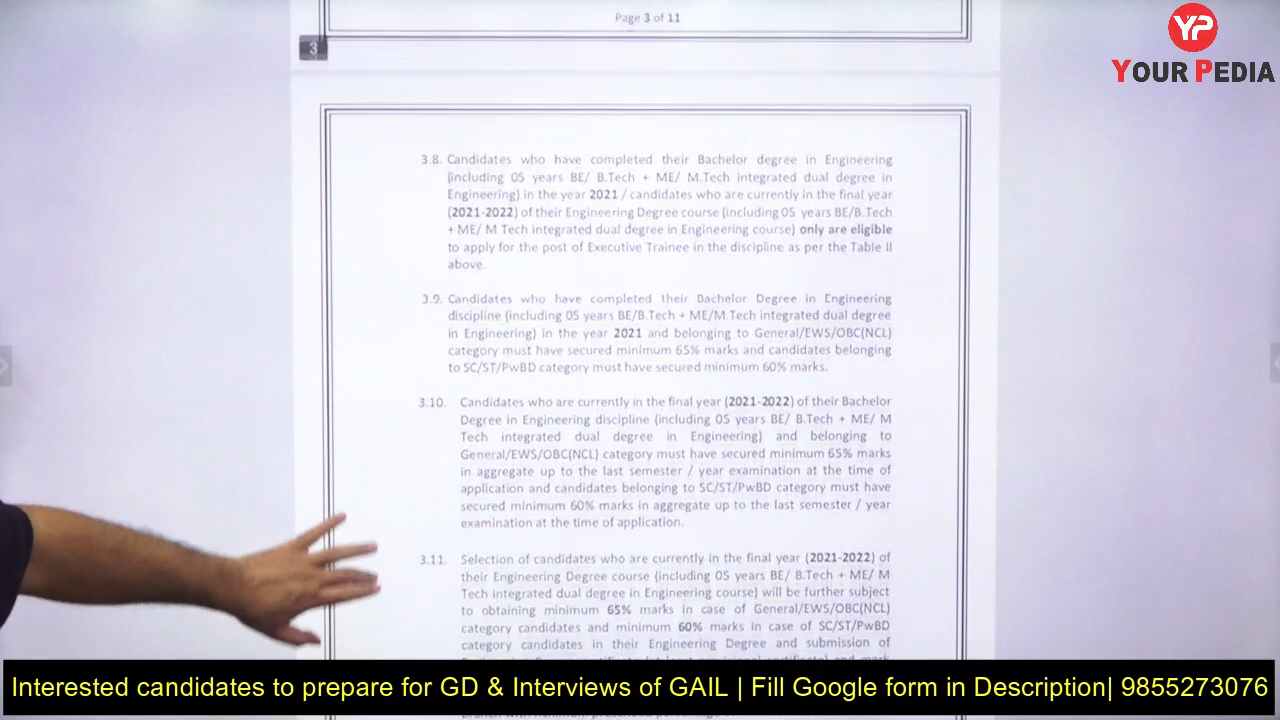 Page 3 of 11
3
YP
YOUR PEDIA
3.8. Candidates who have completed their Bachelor degree in Engineering
(including 05 years BE/ B.Tech + ME/ M.Tech integrated dual degree in
Engineering) in the year 2021 / candidates who are currently in the final year
(2021-2022) of their Engineering Degree course (including 05 years BE/B.Tech
+ ME/ M Tech integrated dual degree in Engineering course) only are eligible
to apply for the post of Executive Trainee in the discipline as per the Table II
above.
3.9. Candidates who have completed their Bachelor Degree in Engineering
discipline (including 05 years BE/B.Tech + ME/M.Tech integrated dual degree
in Engineering) in the year 2021 and belonging to General/EWS/OBC(NCL)
category must have secured minimum 65% marks and candidates belonging
to SC/ST/PwBD category must have secured minimum 60% marks.
3.10. Candidates who are currently in the final year (2021-2022) of their Bachelor
Degree in Engineering discipline (including 05 years BE/ B.Tech + ME/ M
Tech integrated dual degree in Engineering) and belonging to
General/EWS/OBC(NCL) category must have secured minimum 65% marks
in aggregate up to the last semester / year examination at the time of
application and candidates belonging to SC/ST/PwBD category must have
secured minimum 60% marks in aggregate up to the last semester / year
examination at the time of application.
3.11. Selection of candidates who are currently in the final year (2021-2022) of
their Engineering Degree course (including 05 years BE/ B.Tech + ME/ M
Tech integrated dual degree in Engineering course) will be further subject
to obtaining minimum 65% marks in case of General/EWS/OBC(NCL)
category candidates and minimum 60% marks in case of SC/ST/PwBD
category candidates in their Engineering Degree and submission of
Interested candidates to prepare for GD & Interviews of GAIL | Fill Google form in Description| 9855273076